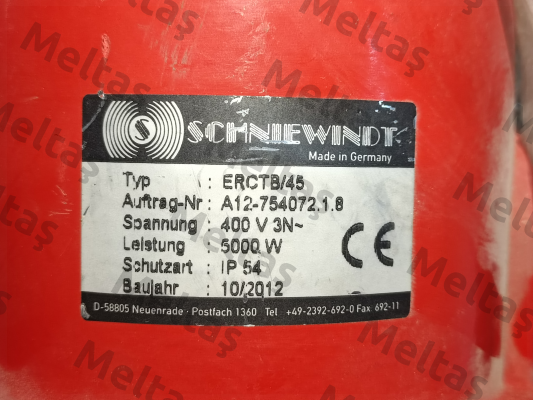 SCHNIEWINDT
Made in Germany
Typ : ERCTB/45
Auftrag-Nr : A12-754072.1.8
Spannung : 400 V 3N~
Leistung : 5000 W
Schutzart : IP 54
Baujahr : 10/2012
CE
D-58805 Neuenrade · Postfach 1360 Tel +49-2392-692-0 Fax 692-11
Meltaş